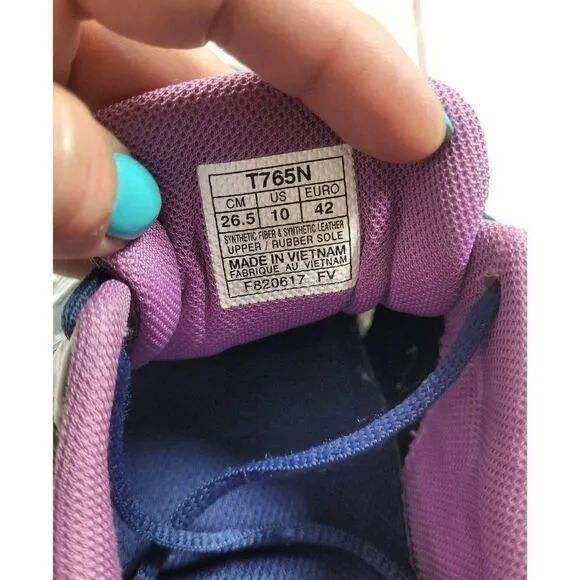 T765N
CM US EURO
26.5 10 42
SYNTHETIC FIBER & SYNTHETIC LEATHER
UPPER / RUBBER SOLE
MADE IN VIETNAM
FABRIQUE AU VIETNAM
F820617 FV